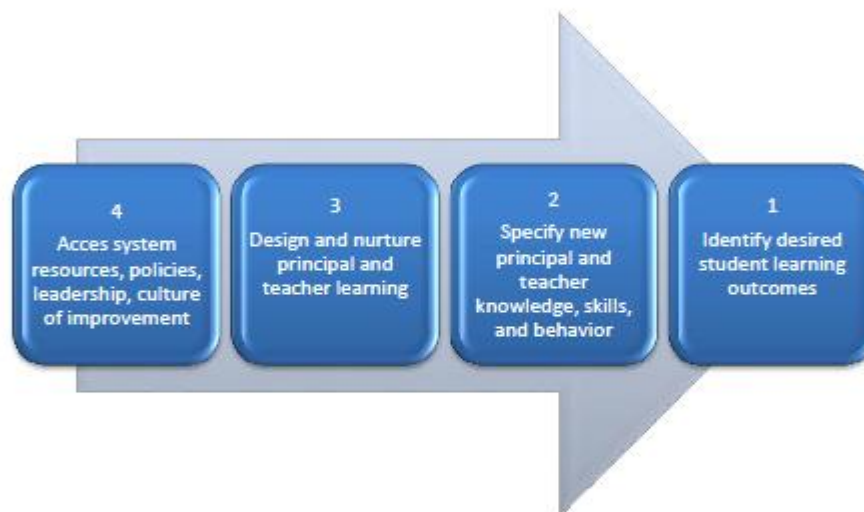 4
Acces system
resources, policies,
leadership, culture
of improvement
3
Design and nurture
principal and
teacher learning
2
Specify new
principal and
teacher
knowledge, skills,
and behavior
1
Identify desired
student learning
outcomes